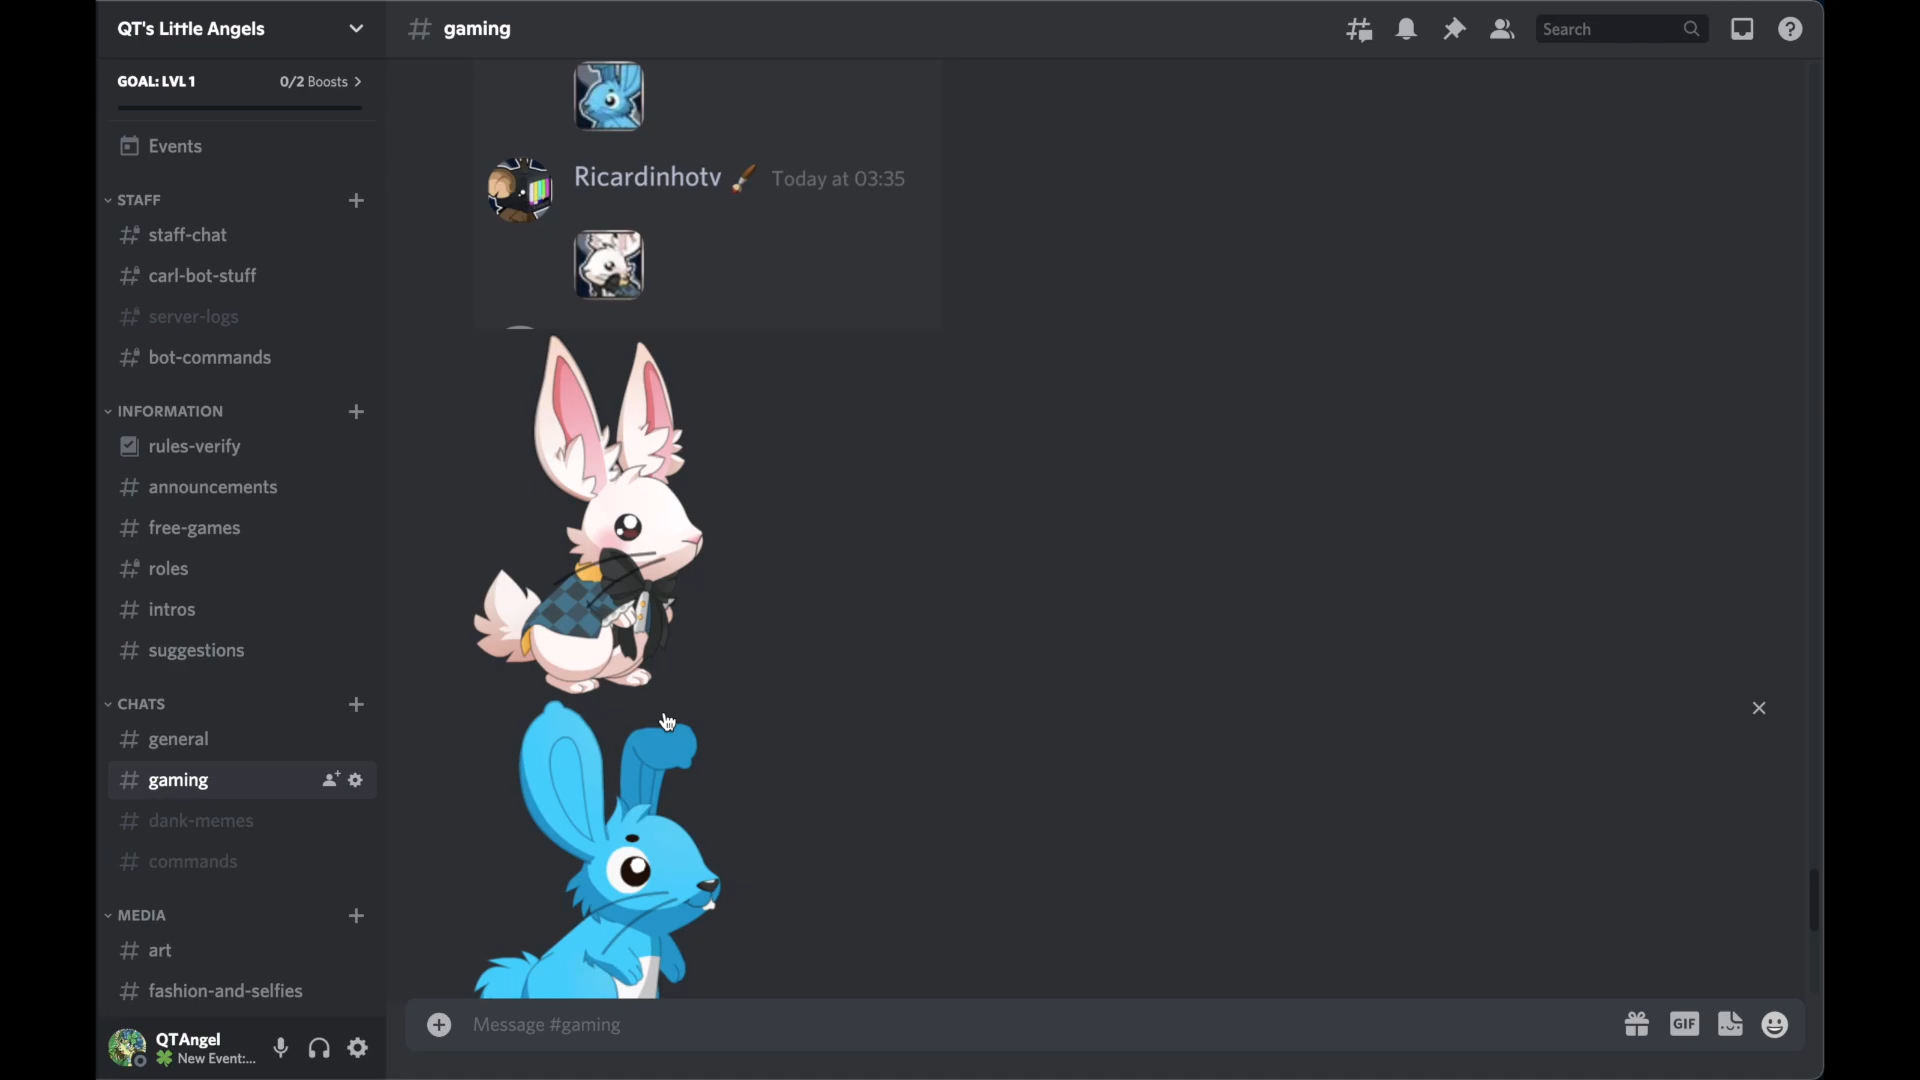 QT's Little Angels
GOAL: LVL 1
0/2 Boosts
Events
STAFF
staff-chat
carl-bot-stuff
server-logs
bot-commands
INFORMATION
rules-verify
announcements
free-games
roles
intros
suggestions
CHATS
general
gaming
dank-memes
commands
MEDIA
art
fashion-and-selfies
QTAngel
New Event:...
gaming
Search
Ricardinhotv Today at 03:35
Message #gaming
GIF